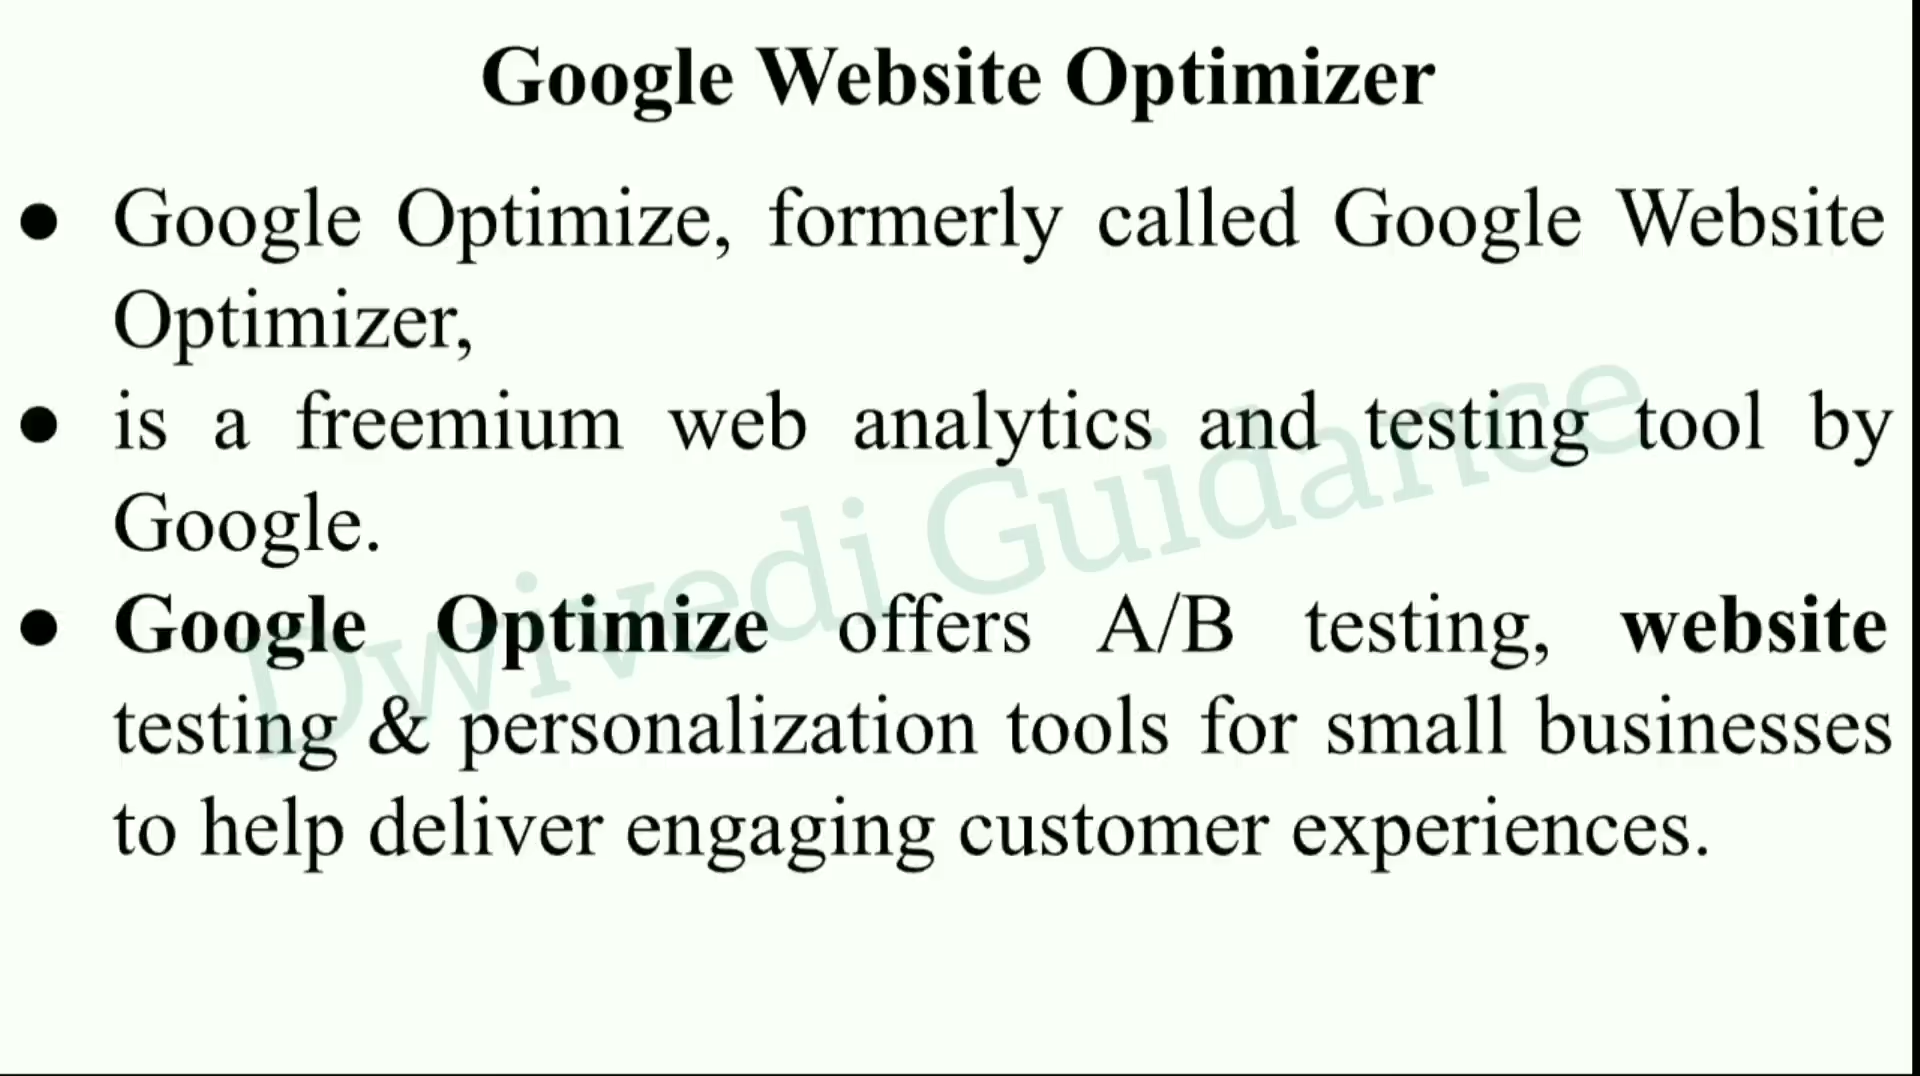 Google Website Optimizer
● Google Optimize, formerly called Google Website
Optimizer,
● is a freemium web analytics and testing tool by
Google.
● Google Optimize offers A/B testing, website
testing & personalization tools for small businesses
to help deliver engaging customer experiences.
Dwivedi Guidance